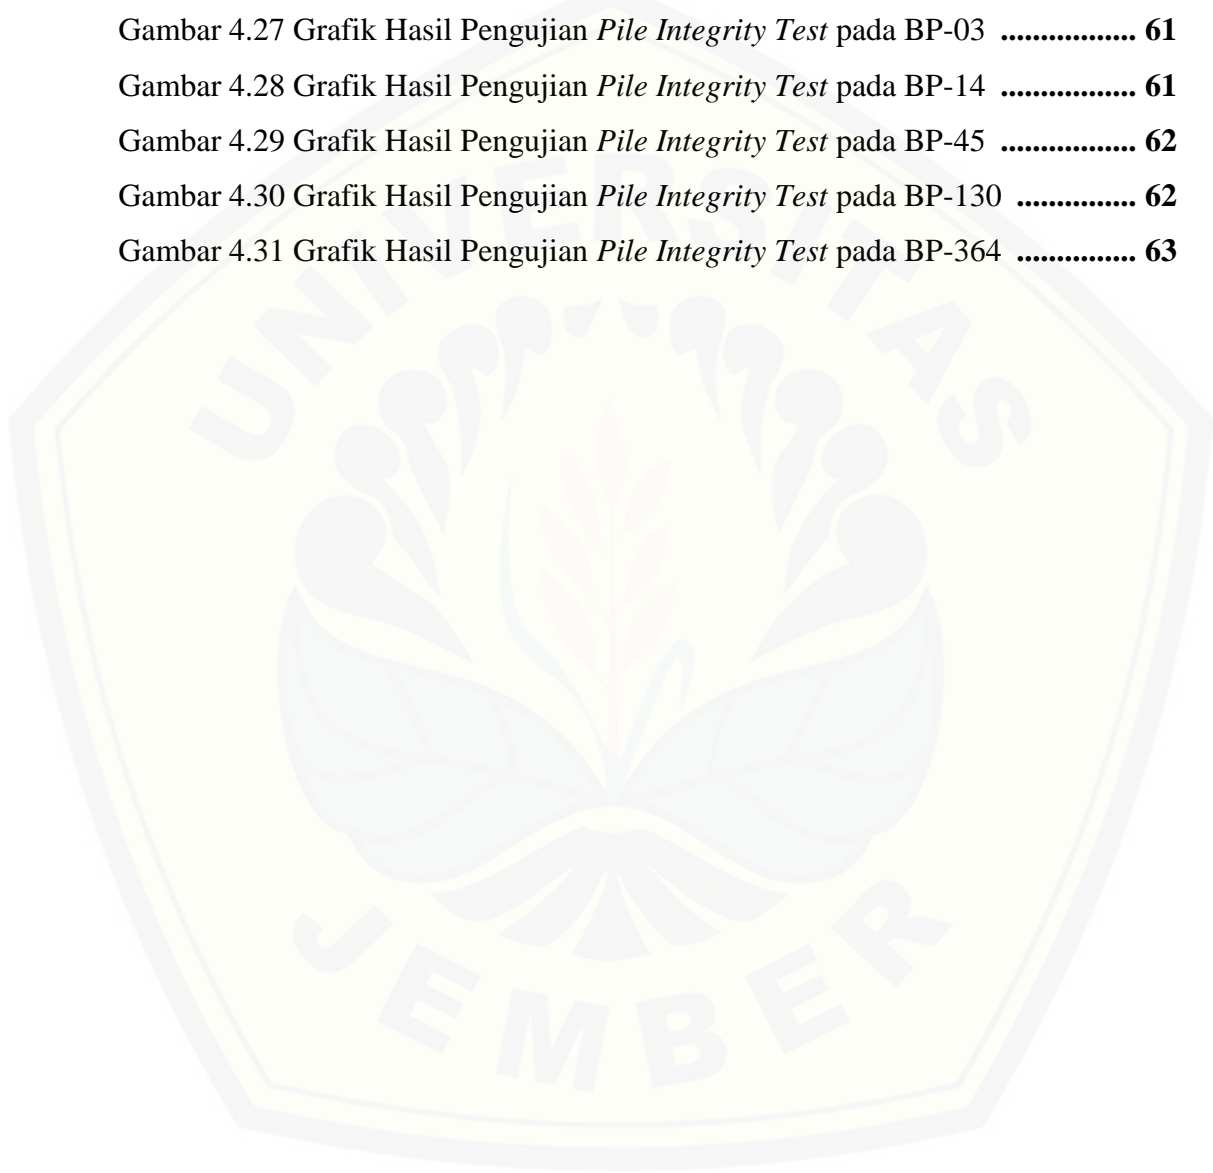 Gambar 4.27 Grafik Hasil Pengujian Pile Integrity Test pada BP-03 ................. 61
Gambar 4.28 Grafik Hasil Pengujian Pile Integrity Test pada BP-14 ................. 61
Gambar 4.29 Grafik Hasil Pengujian Pile Integrity Test pada BP-45 ................. 62
Gambar 4.30 Grafik Hasil Pengujian Pile Integrity Test pada BP-130 ............... 62
Gambar 4.31 Grafik Hasil Pengujian Pile Integrity Test pada BP-364 ............... 63
UNIVERSITAS
JEMBER